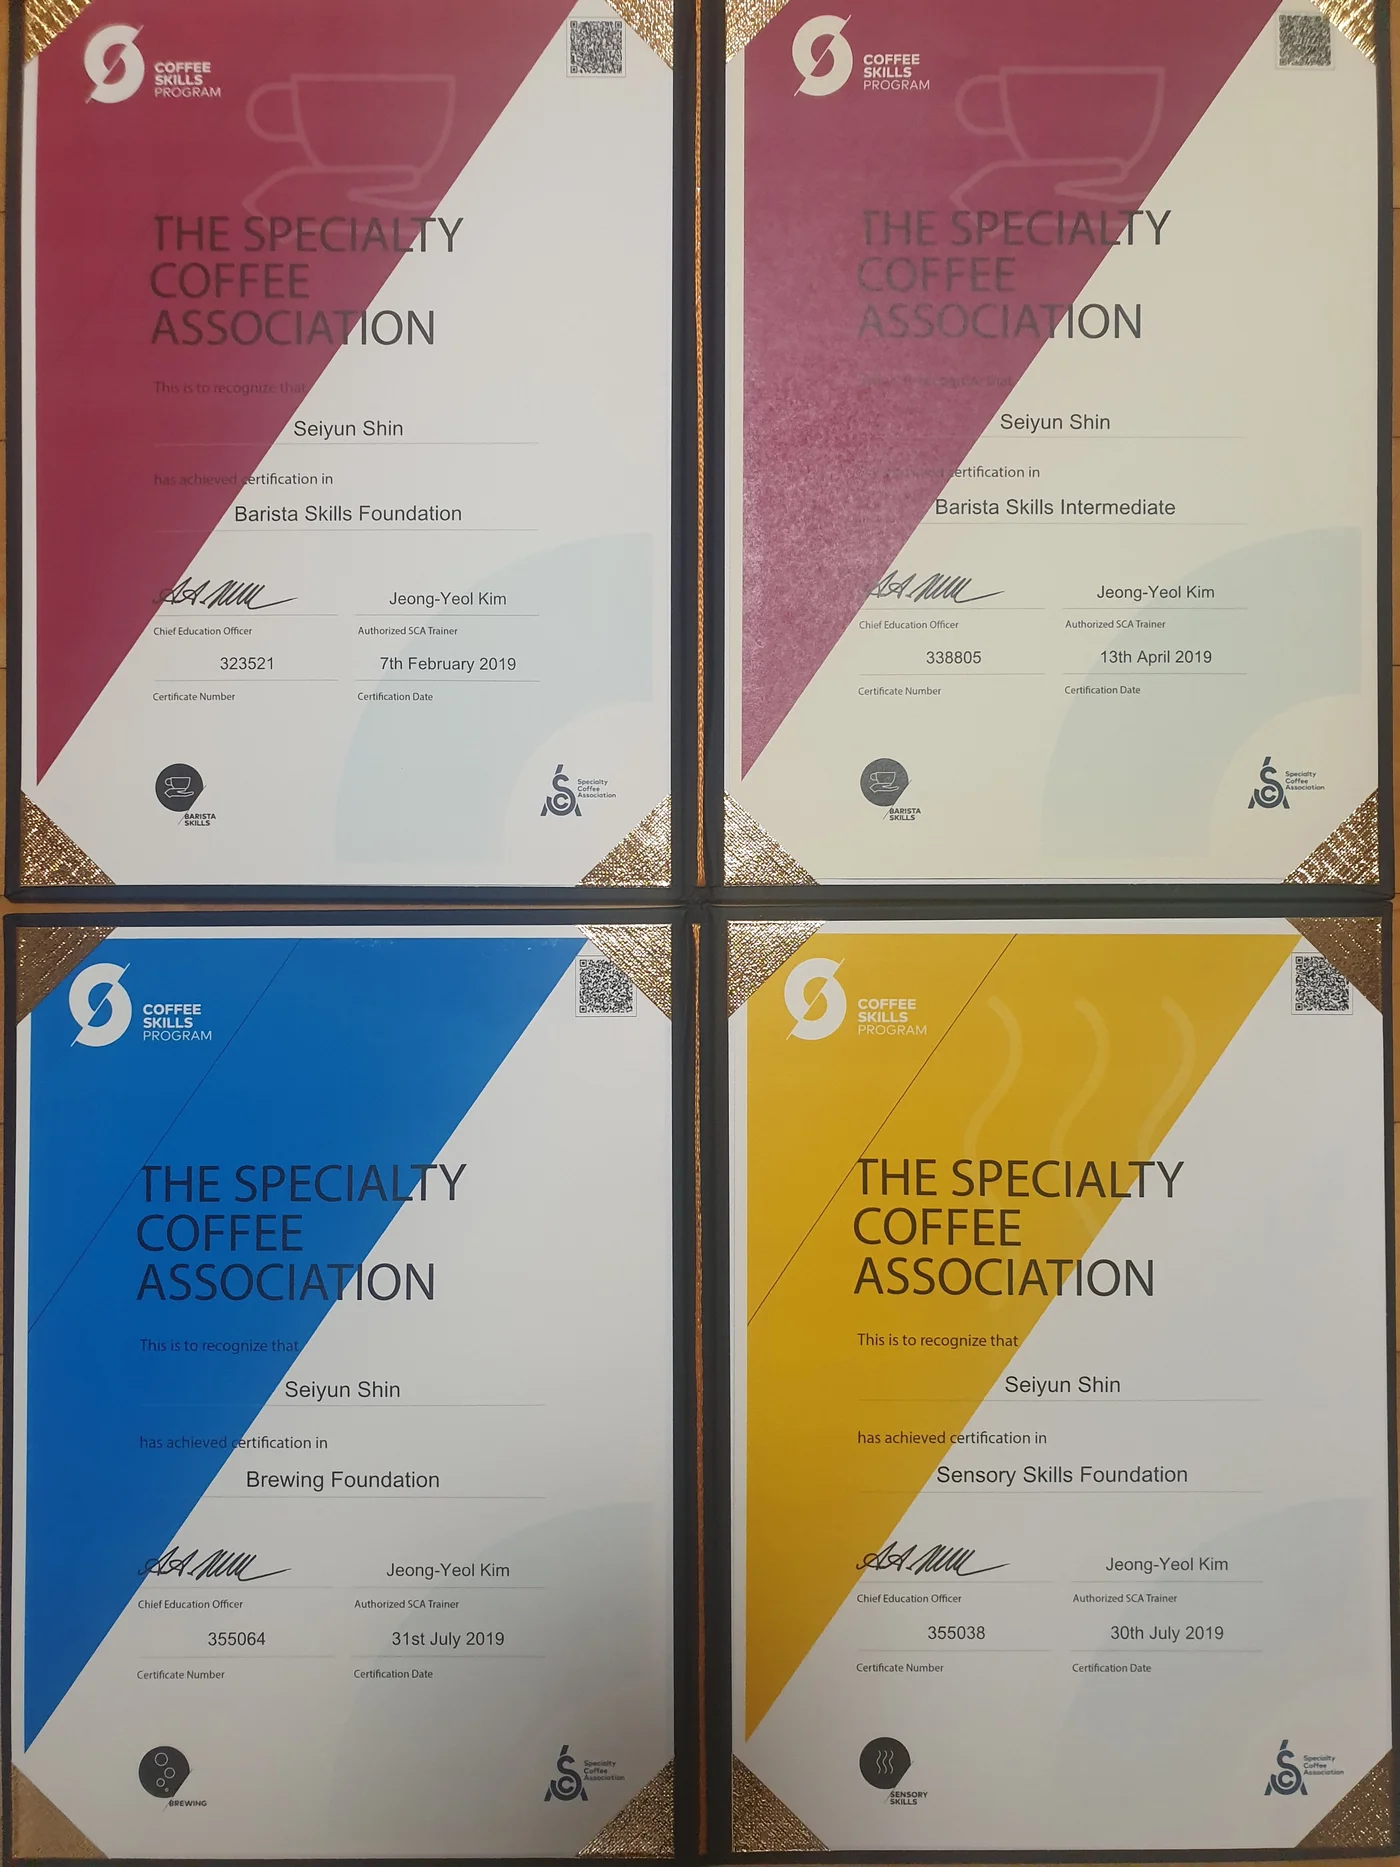 COFFEE
SKILLS
PROGRAM
THE SPECIALTY
COFFEE
ASSOCIATION
This is to recognize that
Seiyun Shin
has achieved certification in
Barista Skills Foundation
Jeong-Yeol Kim
Chief Education Officer
Authorized SCA Trainer
323521
7th February 2019
Certificate Number
Certification Date
BARISTA
SKILLS
Specialty
Coffee
Association
COFFEE
SKILLS
PROGRAM
THE SPECIALTY
COFFEE
ASSOCIATION
that
Seiyun Shin
certification in
Barista Skills Intermediate
Jeong-Yeol Kim
Chief Education Officer
Authorized SCA Trainer
338805
13th April 2019
Certificate Number
Certification Date
BARISTA
SKILLS
Specialty
Coffee
Association
COFFEE
SKILLS
PROGRAM
THE SPECIALTY
COFFEE
ASSOCIATION
This is to recognize that
Seiyun Shin
has achieved certification in
Brewing Foundation
Jeong-Yeol Kim
Chief Education Officer
Authorized SCA Trainer
355064
31st July 2019
Certificate Number
Certification Date
BREWING
Specialty
Coffee
Association
COFFEE
SKILLS
PROGRAM
THE SPECIALTY
COFFEE
ASSOCIATION
This is to recognize that
Seiyun Shin
has achieved certification in
Sensory Skills Foundation
Jeong-Yeol Kim
Chief Education Officer
Authorized SCA Trainer
355038
30th July 2019
Certificate Number
Certification Date
SENSORY
SKILLS
Specialty
Coffee
Association